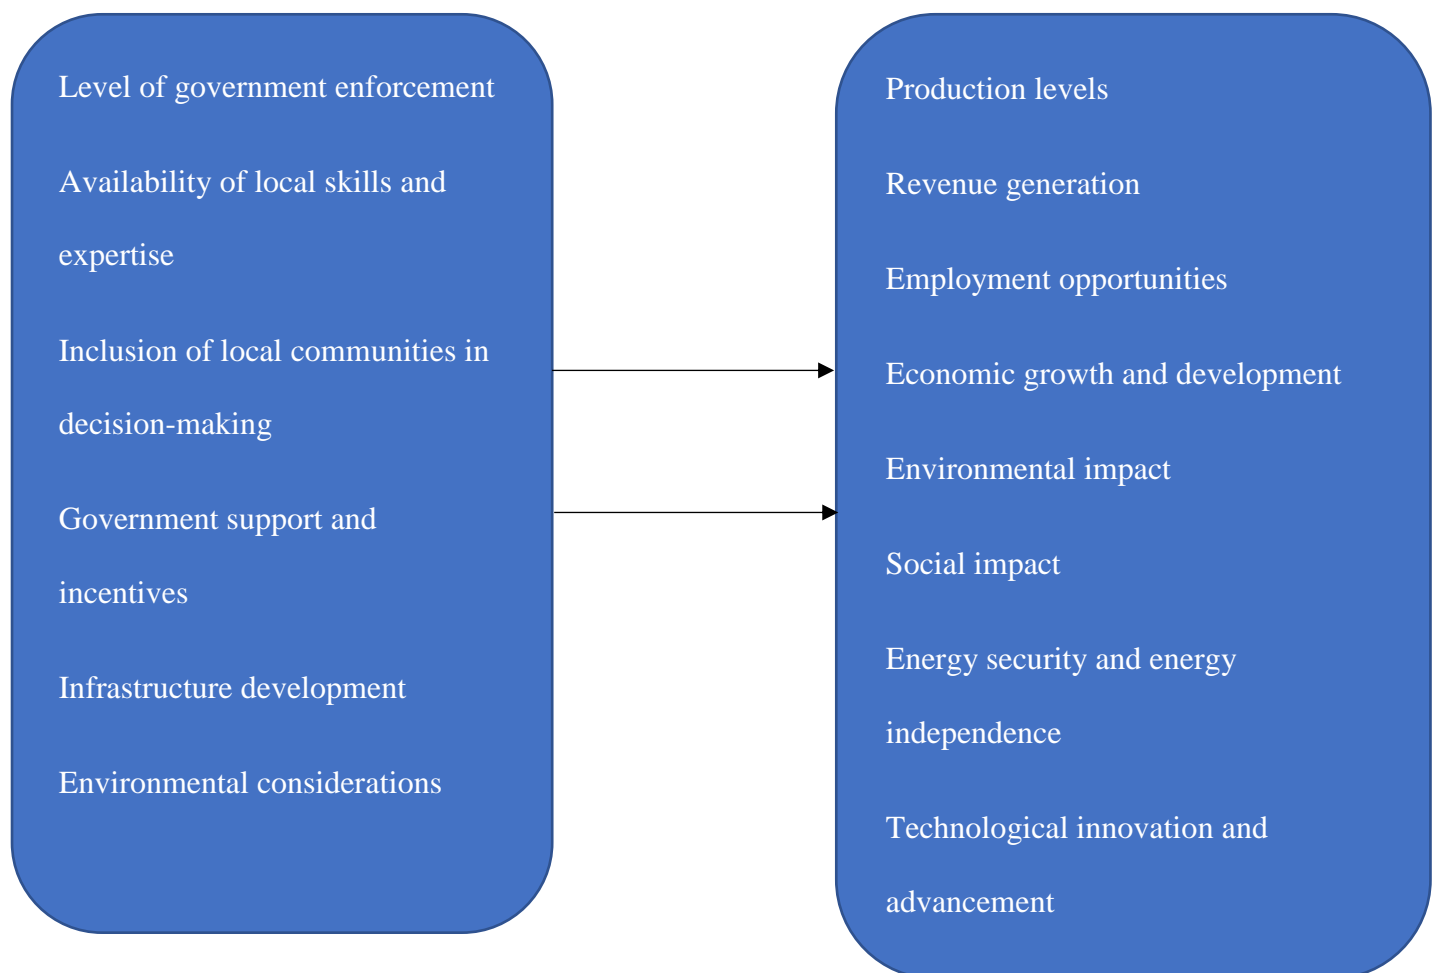 Level of government enforcement
Availability of local skills and
expertise
Inclusion of local communities in
decision-making
Government support and
incentives
Infrastructure development
Environmental considerations
Production levels
Revenue generation
Employment opportunities
Economic growth and development
Environmental impact
Social impact
Energy security and energy
independence
Technological innovation and
advancement